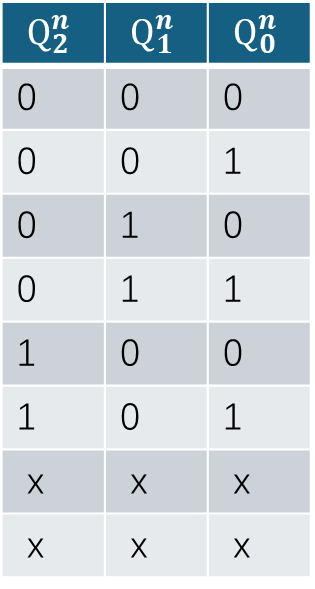 Q₂ⁿ Q₁ⁿ Q₀ⁿ
0 0 0
0 0 1
0 1 0
0 1 1
1 0 0
1 0 1
x x x
x x x